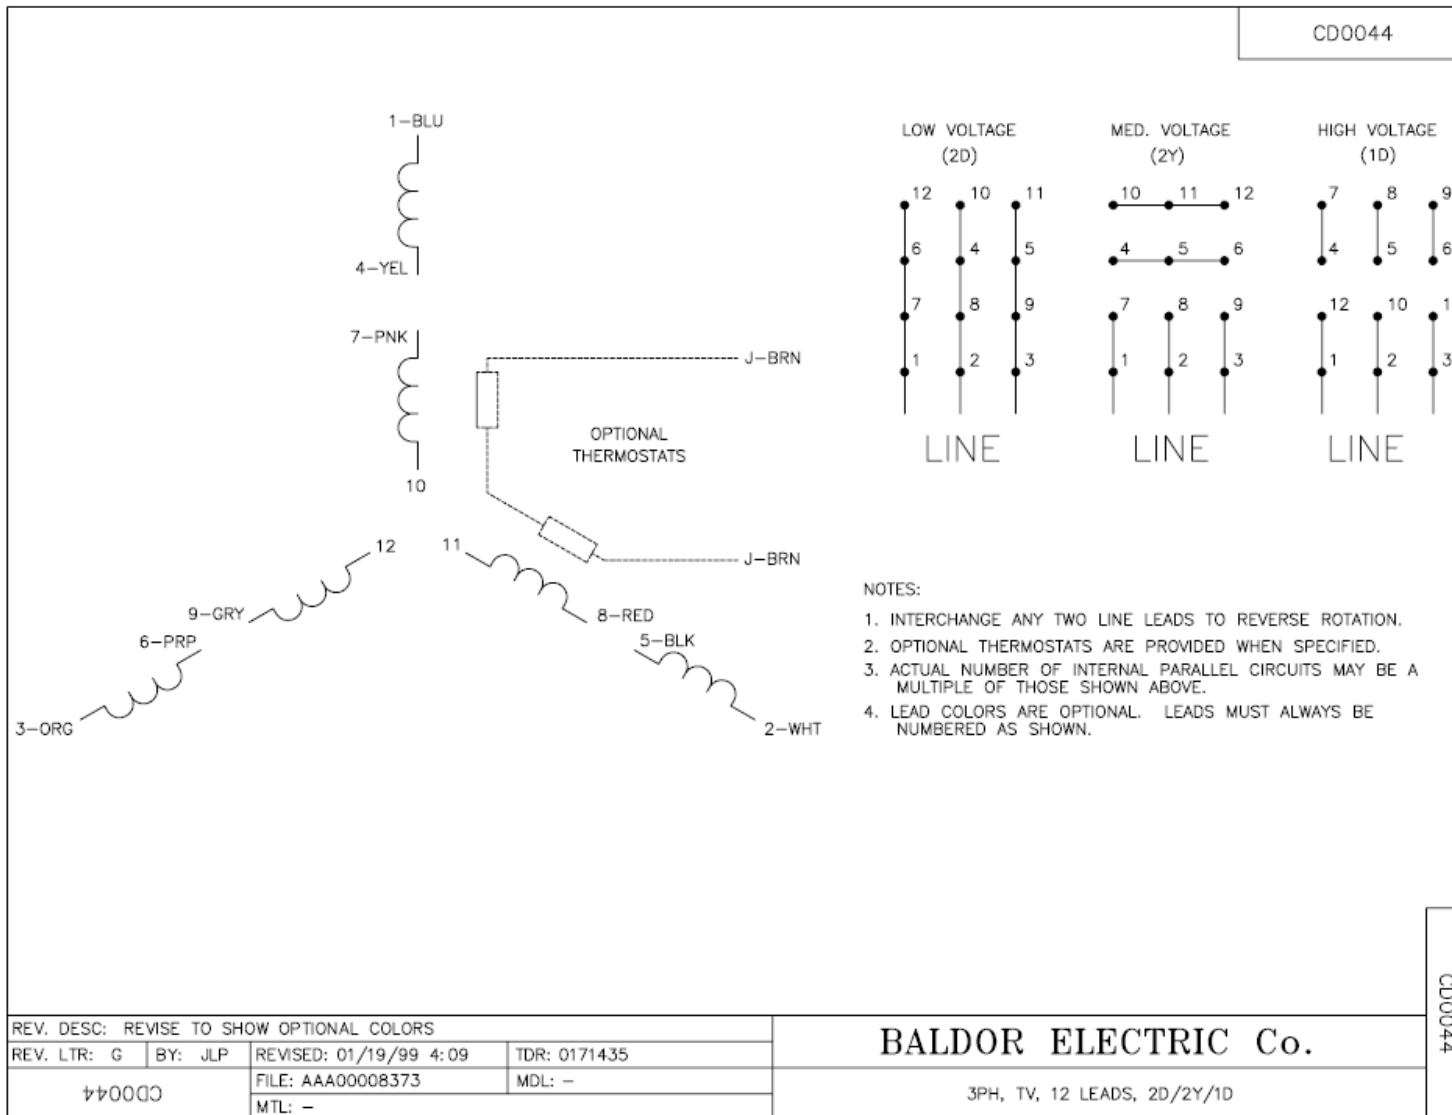 CD0044
1-BLU
4-YEL
7-PNK
10
12
11
9-GRY
6-PRP
3-ORG
8-RED
5-BLK
2-WHT
J-BRN
OPTIONAL
THERMOSTATS
J-BRN
LOW VOLTAGE
(2D)
12 10 11
6 4 5
7 8 9
1 2 3
LINE
MED. VOLTAGE
(2Y)
10 11 12
4 5 6
7 8 9
1 2 3
LINE
HIGH VOLTAGE
(1D)
7 8 9
4 5 6
12 10 1
1 2 3
LINE
NOTES:
1. INTERCHANGE ANY TWO LINE LEADS TO REVERSE ROTATION.
2. OPTIONAL THERMOSTATS ARE PROVIDED WHEN SPECIFIED.
3. ACTUAL NUMBER OF INTERNAL PARALLEL CIRCUITS MAY BE A
MULTIPLE OF THOSE SHOWN ABOVE.
4. LEAD COLORS ARE OPTIONAL. LEADS MUST ALWAYS BE
NUMBERED AS SHOWN.
CD0044
REV. DESC: REVISE TO SHOW OPTIONAL COLORS
REV. LTR: G BY: JLP REVISED: 01/19/99 4:09 TDR: 0171435
CD0044
FILE: AAA00008373 MDL: -
MTL: -
BALDOR ELECTRIC Co.
3PH, TV, 12 LEADS, 2D/2Y/1D